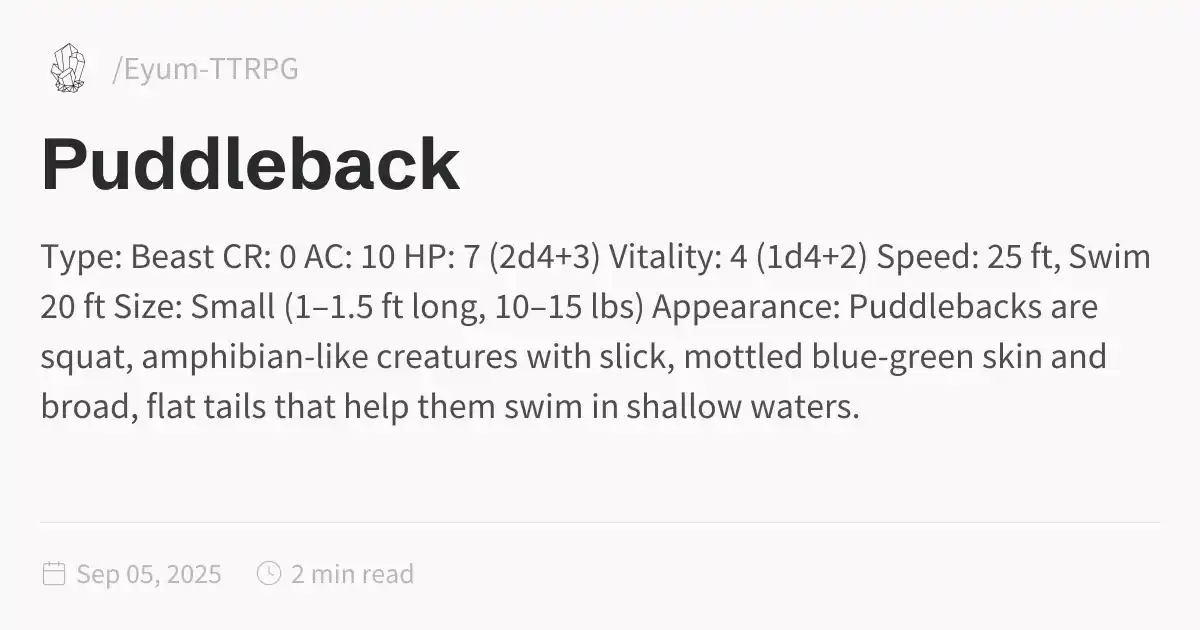 /Eyum-TTRPG
Puddleback
Type: Beast CR: 0 AC: 10 HP: 7 (2d4+3) Vitality: 4 (1d4+2) Speed: 25 ft, Swim
20 ft Size: Small (1–1.5 ft long, 10–15 lbs) Appearance: Puddlebacks are
squat, amphibian-like creatures with slick, mottled blue-green skin and
broad, flat tails that help them swim in shallow waters.
Sep 05, 2025 2 min read